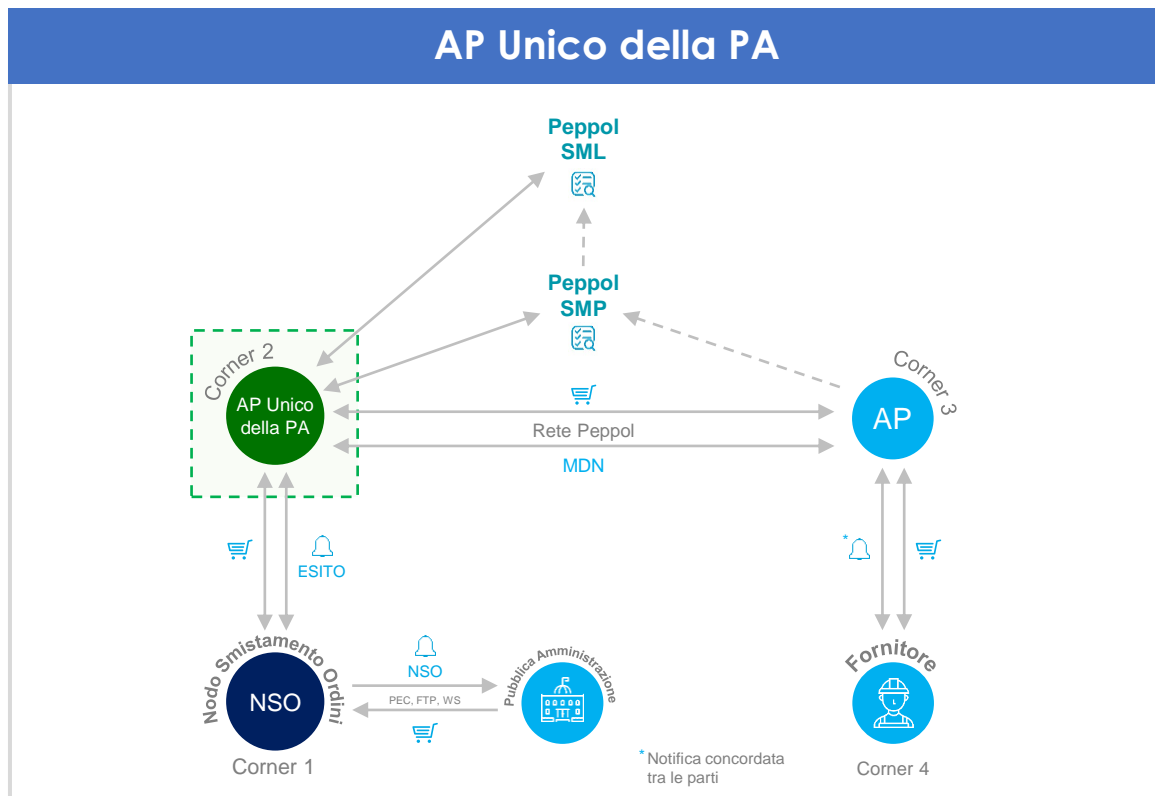 AP Unico della PA
Peppol
SML
Peppol
SMP
Corner 2
AP Unico
della PA
Corner 3
AP
Rete Peppol
MDN
ESITO
*
Nodo Smistamento Ordini
NSO
Corner 1
NSO
PEC, FTP, WS
Pubblica Amministrazione
Fornitore
Corner 4
* Notifica concordata
tra le parti